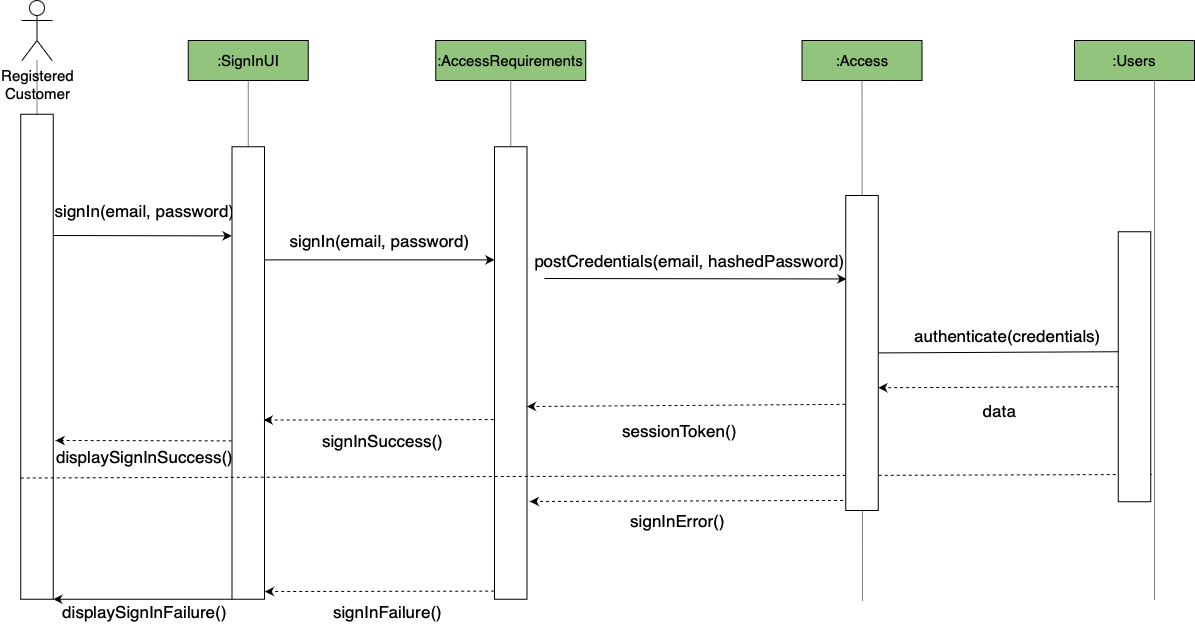 :SignInUI
:AccessRequirements
:Access
:Users
Registered
Customer
signIn(email, password)
signIn(email, password)
postCredentials(email, hashedPassword)
authenticate(credentials)
data
sessionToken()
signInSuccess()
displaySignInSuccess()
signInError()
signInFailure()
displaySignInFailure()